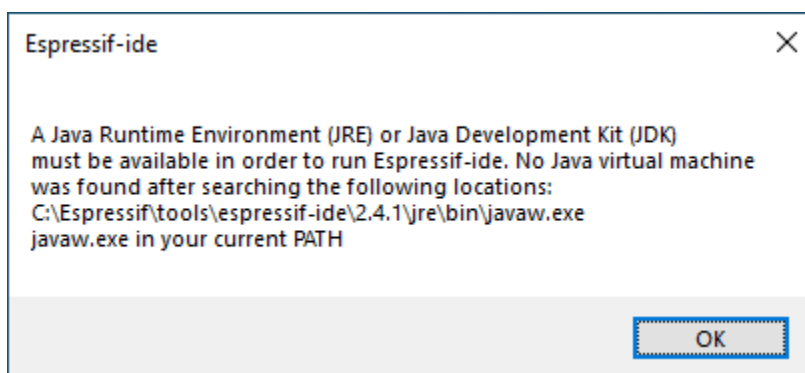 Espressif-ide
A Java Runtime Environment (JRE) or Java Development Kit (JDK)
must be available in order to run Espressif-ide. No Java virtual machine
was found after searching the following locations:
C:\Espressif\tools\espressif-ide\2.4.1\jre\bin\javaw.exe
javaw.exe in your current PATH
OK